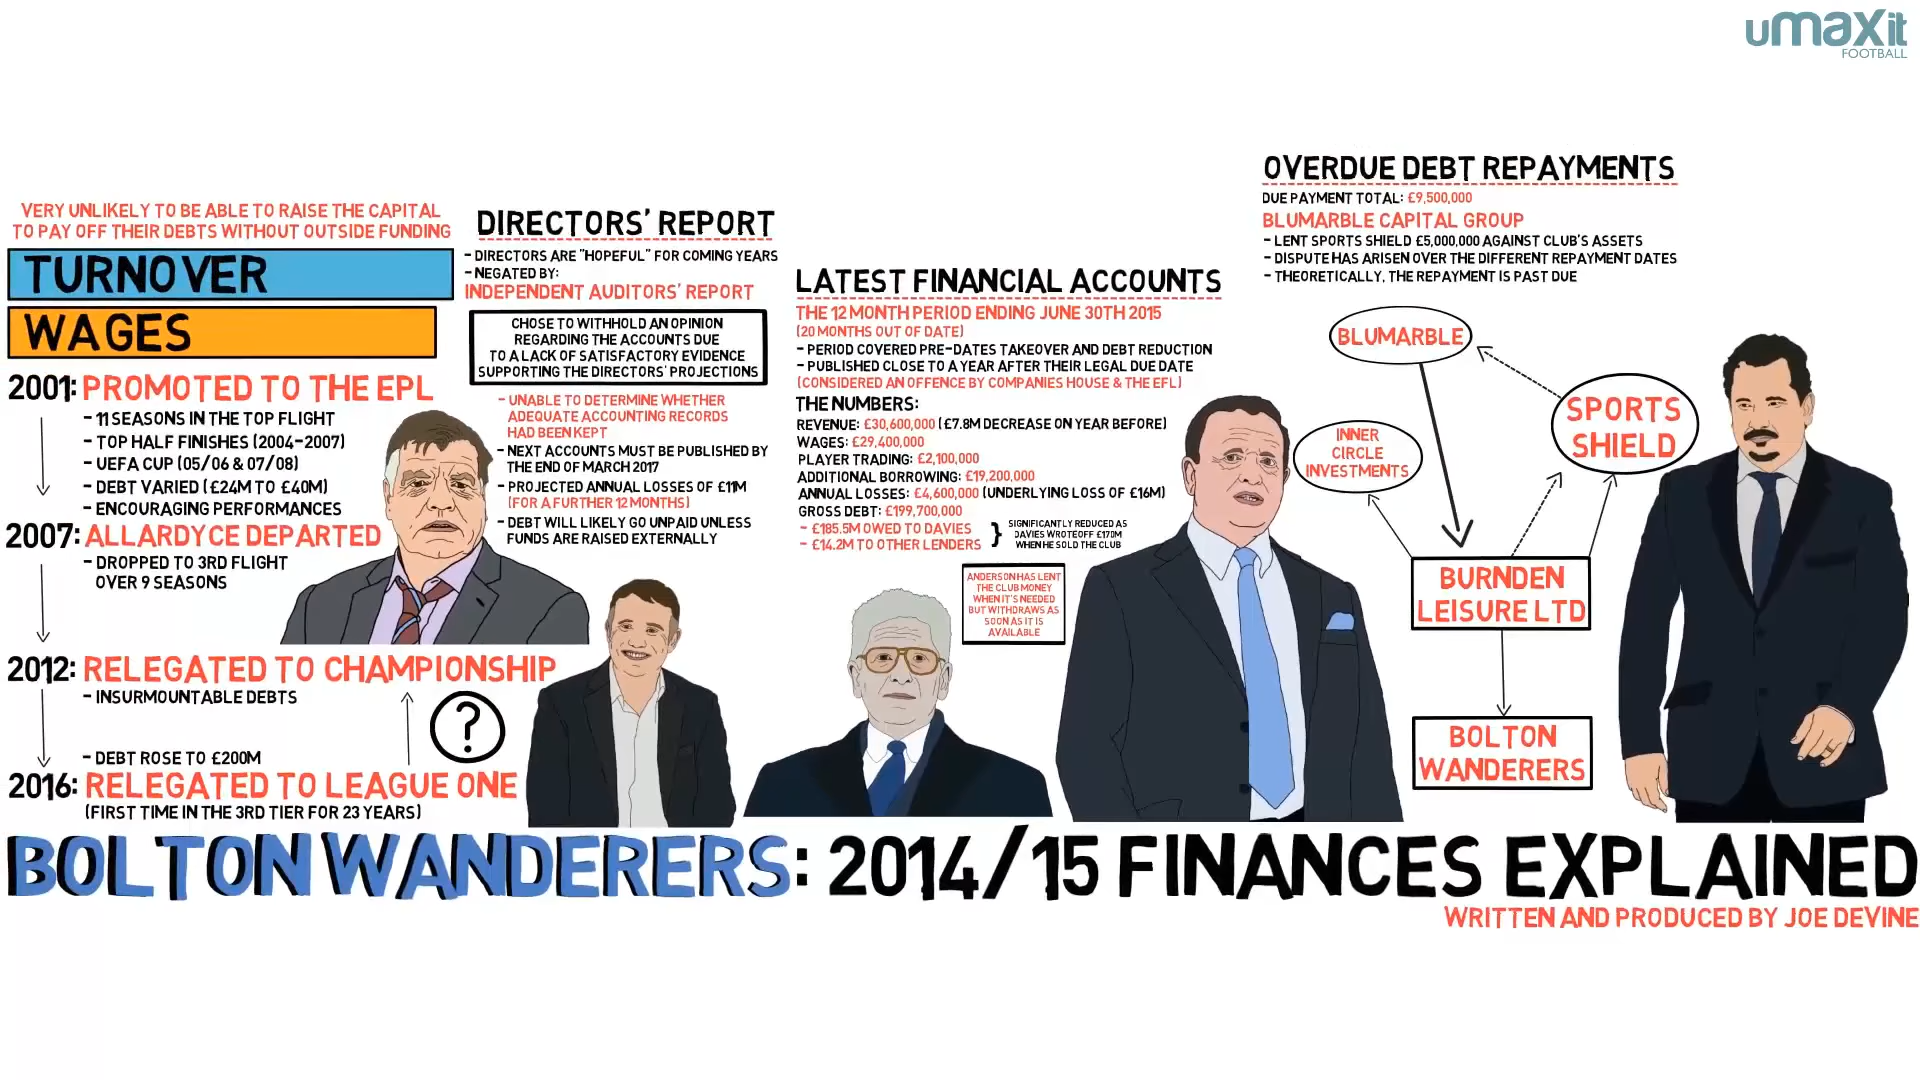 umaxit
FOOTBALL
VERY UNLIKELY TO BE ABLE TO RAISE THE CAPITAL
TO PAY OFF THEIR DEBTS WITHOUT OUTSIDE FUNDING
TURNOVER
WAGES
2001: PROMOTED TO THE EPL
- 11 SEASONS IN THE TOP FLIGHT
- TOP HALF FINISHES (2004-2007)
- UEFA CUP (05/06 & 07/08)
- DEBT VARIED (£24M TO £40M)
- ENCOURAGING PERFORMANCES
2007: ALLARDYCE DEPARTED
- DROPPED TO 3RD FLIGHT
OVER 9 SEASONS
2012: RELEGATED TO CHAMPIONSHIP
- INSURMOUNTABLE DEBTS
?
- DEBT ROSE TO £200M
2016: RELEGATED TO LEAGUE ONE
(FIRST TIME IN THE 3RD TIER FOR 23 YEARS)
DIRECTORS' REPORT
- DIRECTORS ARE "HOPEFUL" FOR COMING YEARS
- NEGATED BY:
INDEPENDENT AUDITORS' REPORT
CHOSE TO WITHHOLD AN OPINION
REGARDING THE ACCOUNTS DUE
TO A LACK OF SATISFACTORY EVIDENCE
SUPPORTING THE DIRECTORS' PROJECTIONS
- UNABLE TO DETERMINE WHETHER
ADEQUATE ACCOUNTING RECORDS
HAD BEEN KEPT
- NEXT ACCOUNTS MUST BE PUBLISHED BY
THE END OF MARCH 2017
- PROJECTED ANNUAL LOSSES OF £11M
(FOR A FURTHER 12 MONTHS)
- DEBT WILL LIKELY GO UNPAID UNLESS
FUNDS ARE RAISED EXTERNALLY
LATEST FINANCIAL ACCOUNTS
THE 12 MONTH PERIOD ENDING JUNE 30TH 2015
(20 MONTHS OUT OF DATE)
- PERIOD COVERED PRE-DATES TAKEOVER AND DEBT REDUCTION
- PUBLISHED CLOSE TO A YEAR AFTER THEIR LEGAL DUE DATE
(CONSIDERED AN OFFENCE BY COMPANIES HOUSE & THE EFL)
THE NUMBERS:
REVENUE: £30,600,000 (£7.8M DECREASE ON YEAR BEFORE)
WAGES: £29,400,000
PLAYER TRADING: £2,100,000
ADDITIONAL BORROWING: £19,200,000
ANNUAL LOSSES: £4,600,000 (UNDERLYING LOSS OF £16M)
GROSS DEBT: £199,700,000
- £185.5M OWED TO DAVIES
- £14.2M TO OTHER LENDERS
} SIGNIFICANTLY REDUCED AS
DAVIES WROTE OFF £170M
WHEN HE SOLD THE CLUB
ANDERSON HAS LENT
THE CLUB MONEY
WHEN IT'S NEEDED
BUT WITHDRAWS AS
SOON AS IT IS
AVAILABLE
OVERDUE DEBT REPAYMENTS
DUE PAYMENT TOTAL: £9,500,000
BLUMARBLE CAPITAL GROUP
- LENT SPORTS SHIELD £5,000,000 AGAINST CLUB'S ASSETS
- DISPUTE HAS ARISEN OVER THE DIFFERENT REPAYMENT DATES
- THEORETICALLY, THE REPAYMENT IS PAST DUE
BLUMARBLE
SPORTS
SHIELD
INNER
CIRCLE
INVESTMENTS
BURNDEN
LEISURE LTD
BOLTON
WANDERERS
BOLTON WANDERERS: 2014/15 FINANCES EXPLAINED
WRITTEN AND PRODUCED BY JOE DEVINE